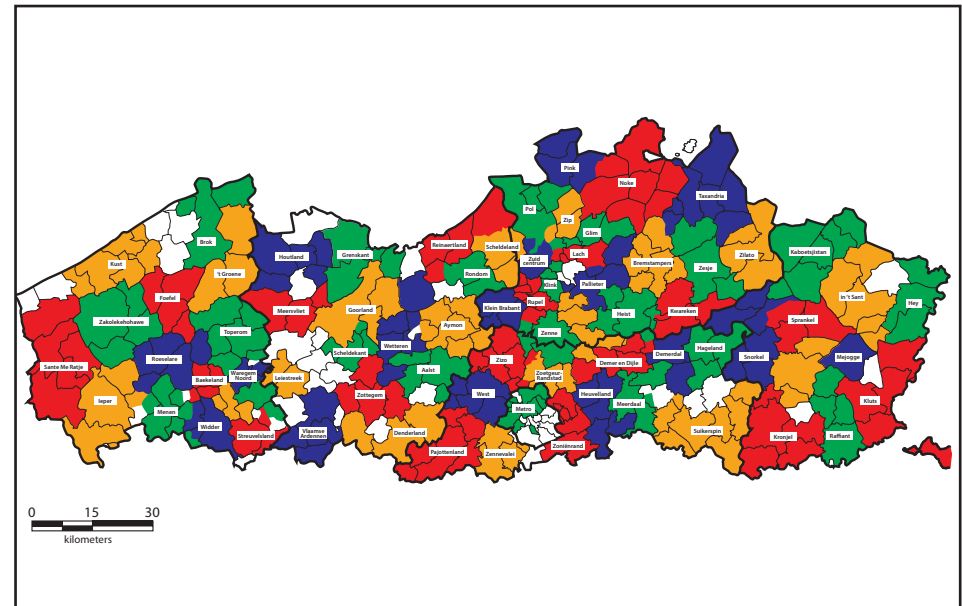 Pink
Noke
Taxandria
Pol
Zip
Glim
Brok
Kust
't Groene
Houtland
Grenskant
Reinaertland
Scheldeland
Zuid
centrum
Lach
Bremstampers
Zesje
Zilato
Keboetsjistan
Foefel
Rondom
Klink
Pallieter
In 't Sant
Hey
Meernvliet
Goorland
Klein Brabant
Rupel
Heist
Kwareken
Sprankel
Zakolekehohawe
Toperom
Aymon
Zenne
Wetteren
Scheldekant
Roeselare
Zizo
Demer en Dijle
Demerdal
Hageland
Snorkel
Mejogge
Sante Me Ratje
Aalst
Waregem
Noord
Baekeland
Leiestreek
Zoetgeur-
Randstad
Zottegem
West
Heuvelland
Ieper
Menen
Metro
Meerdaal
Kluts
Widder
Streuvelsland
Vlaamse
Ardennen
Denderland
Suikerspin
Kronjel
Raffiant
Pajottenland
Zennevalei
Zoniënrand
0 15 30
kilometers